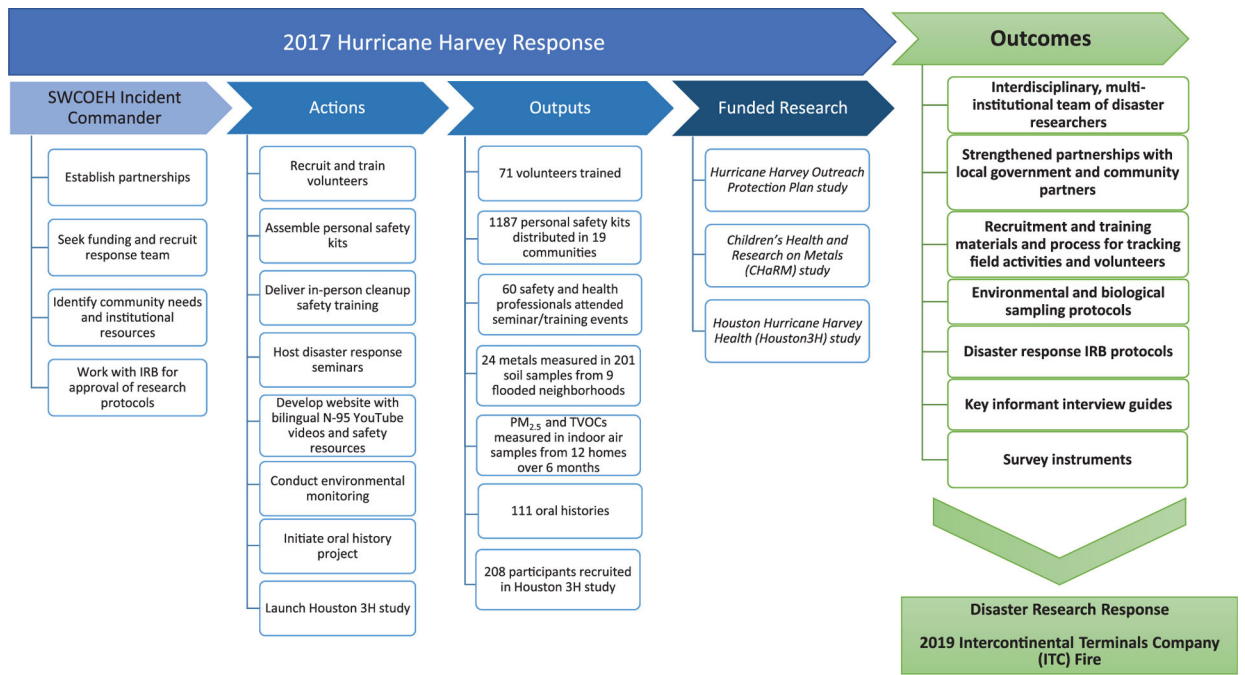 2017 Hurricane Harvey Response
Outcomes
SWCOEH Incident
Commander
Establish partnerships
Seek funding and recruit
response team
Identify community needs
and institutional
resources
Work with IRB for
approval of research
protocols
Actions
Recruit and train
volunteers
Assemble personal safety
kits
Deliver in-person cleanup
safety training
Host disaster response
seminars
Develop website with
bilingual N-95 YouTube
videos and safety
resources
Conduct environmental
monitoring
Initiate oral history
project
Launch Houston 3H study
Outputs
71 volunteers trained
1187 personal safety kits
distributed in 19
communities
60 safety and health
professionals attended
seminar/training events
24 metals measured in 201
soil samples from 9
flooded neighborhoods
PM2.5 and TVOCs
measured in indoor air
samples from 12 homes
over 6 months
111 oral histories
208 participants recruited
in Houston 3H study
Funded Research
Hurricane Harvey Outreach
Protection Plan study
Children’s Health and
Research on Metals
(CHaRM) study
Houston Hurricane Harvey
Health (Houston3H) study
Interdisciplinary, multi-
institutional team of disaster
researchers
Strengthened partnerships with
local government and community
partners
Recruitment and training
materials and process for tracking
field activities and volunteers
Environmental and biological
sampling protocols
Disaster response IRB protocols
Key informant interview guides
Survey instruments
Disaster Research Response
2019 Intercontinental Terminals Company
(ITC) Fire